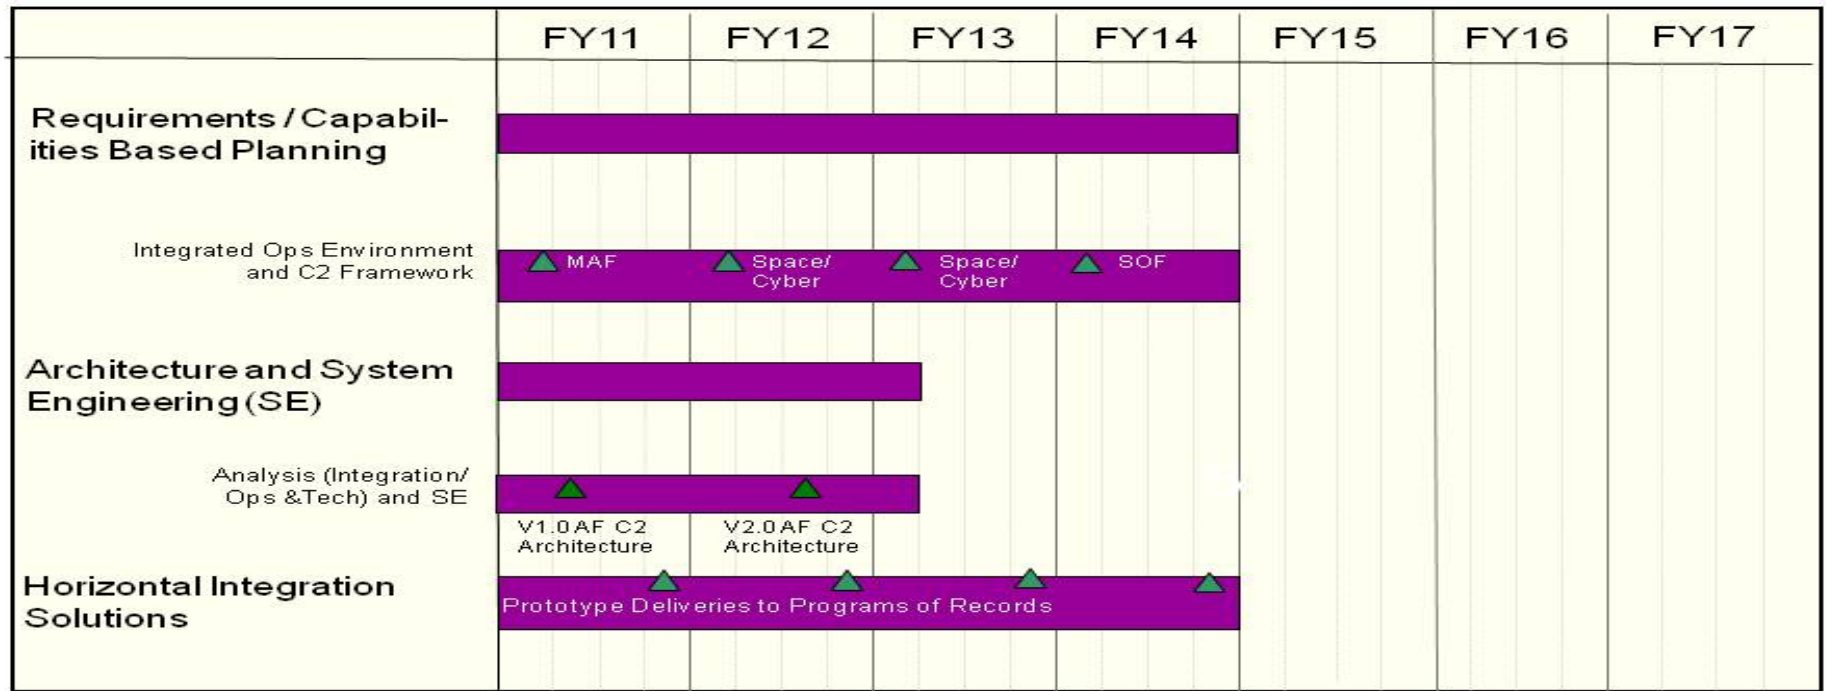 FY11 FY12 FY13 FY14 FY15 FY16 FY17
Requirements / Capabil-
ities Based Planning
Integrated Ops Environment
and C2 Framework
MAF
Space/
Cyber
Space/
Cyber
SOF
Architecture and System
Engineering (SE)
Analysis (Integration/
Ops &Tech) and SE
V1.0 AF C2
Architecture
V2.0 AF C2
Architecture
Horizontal Integration
Solutions
Prototype Deliveries to Programs of Records